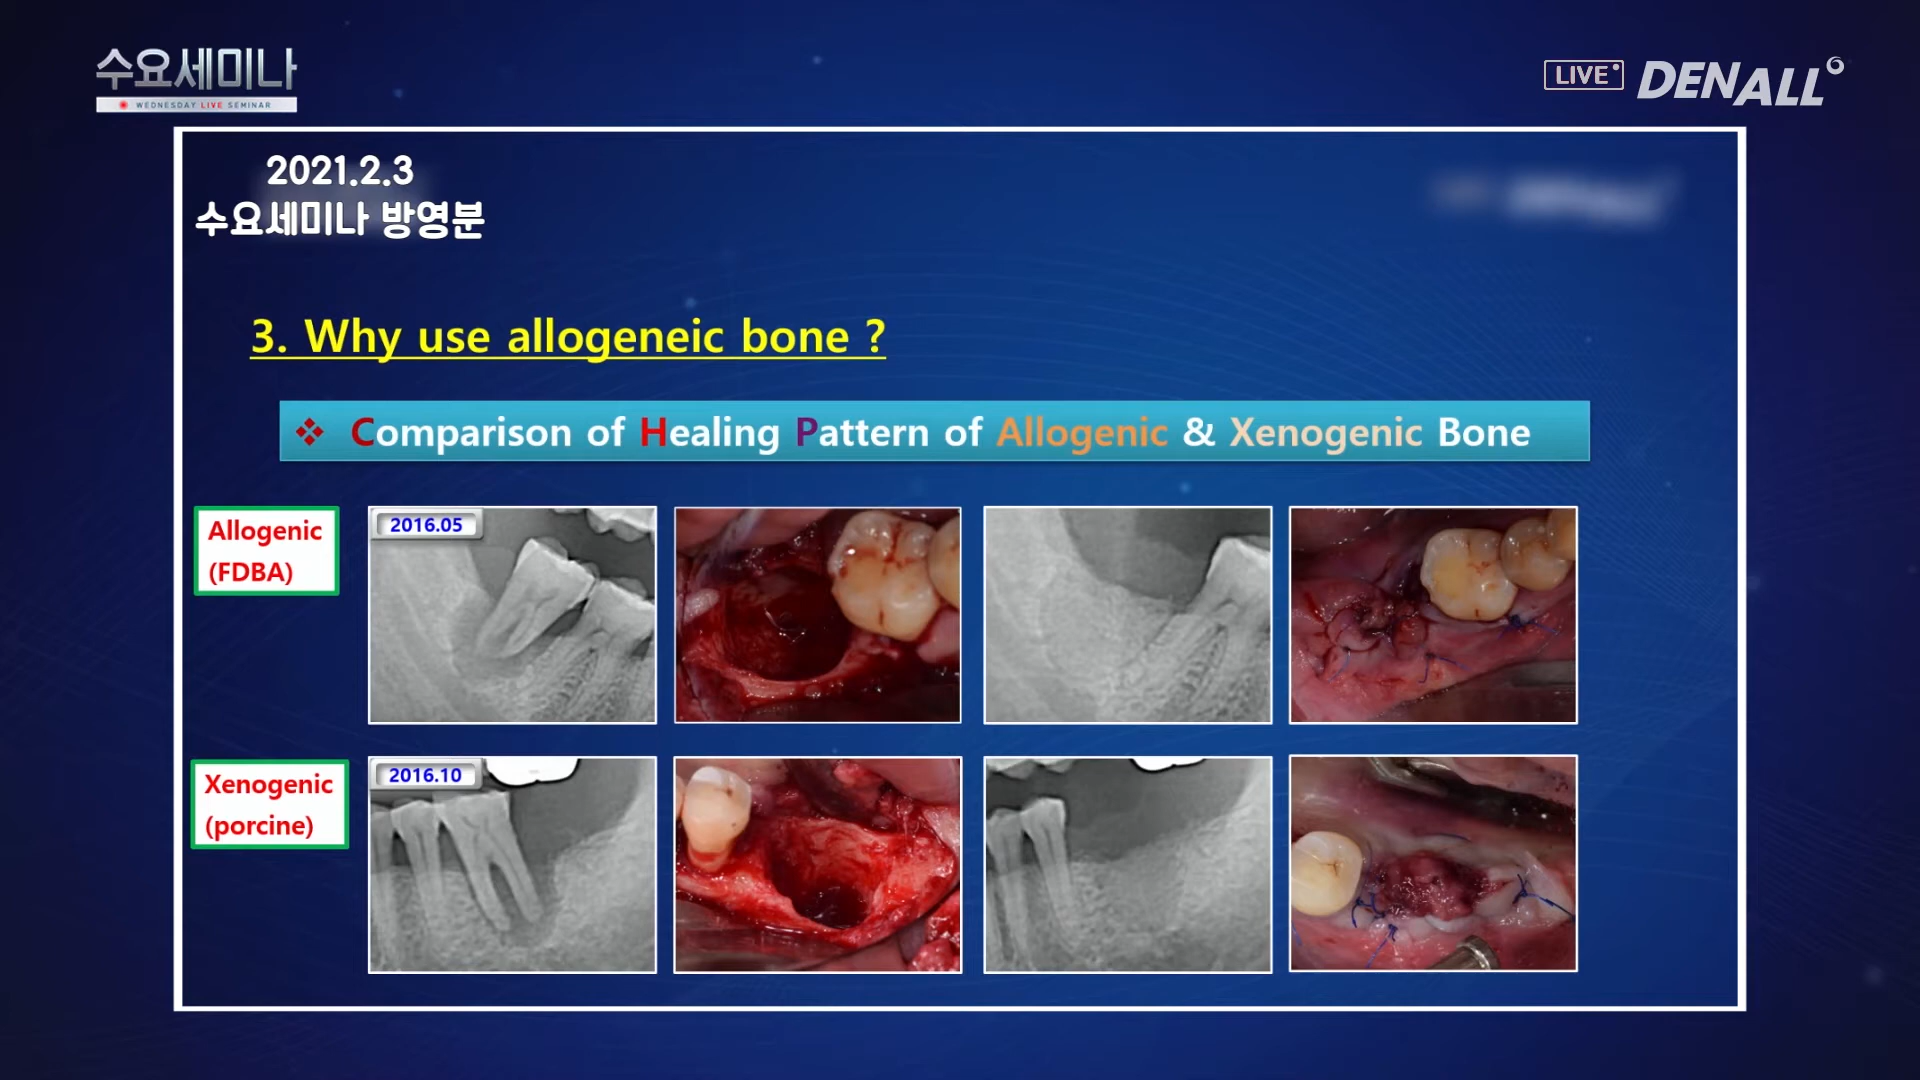 수요세미나
WEDNESDAY LIVE SEMINAR
LIVE
DENALL
2021.2.3
수요세미나 방영분
3. Why use allogeneic bone ?
❖ Comparison of Healing Pattern of Allogenic & Xenogenic Bone
Allogenic
(FDBA)
2016.05
Xenogenic
(porcine)
2016.10